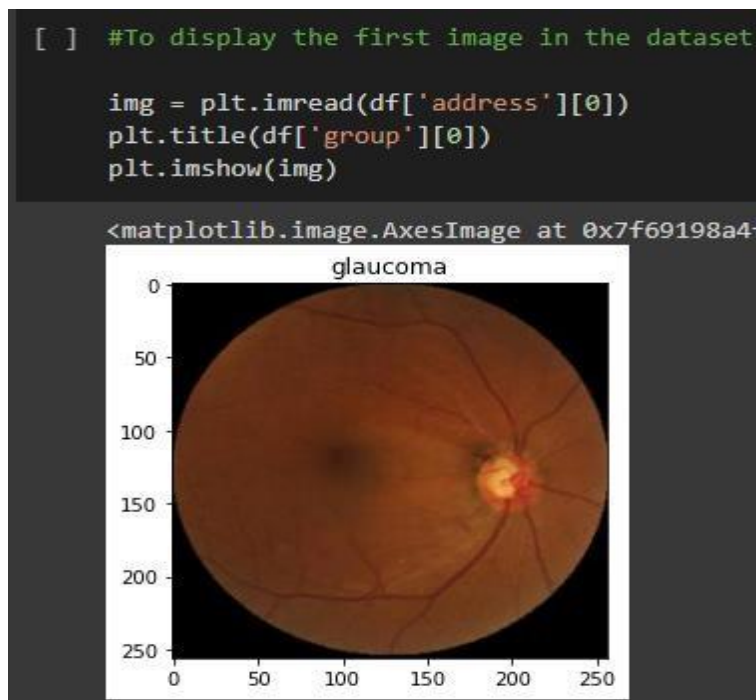 [ ] #To display the first image in the dataset
img = plt.imread(df['address'][0])
plt.title(df['group'][0])
plt.imshow(img)
<matplotlib.image.AxesImage at 0x7f69198a4
glaucoma
0
50
100
150
200
250
0 50 100 150 200 250